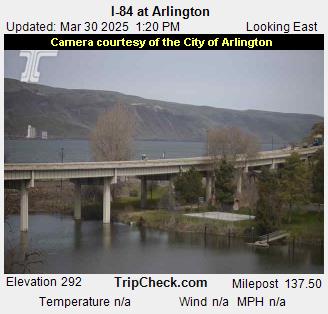 I-84 at Arlington
Updated: Mar 30 2025 1:20 PM Looking East
Camera courtesy of the City of Arlington
Elevation 292 TripCheck.com Milepost 137.50
Temperature n/a Wind n/a MPH n/a